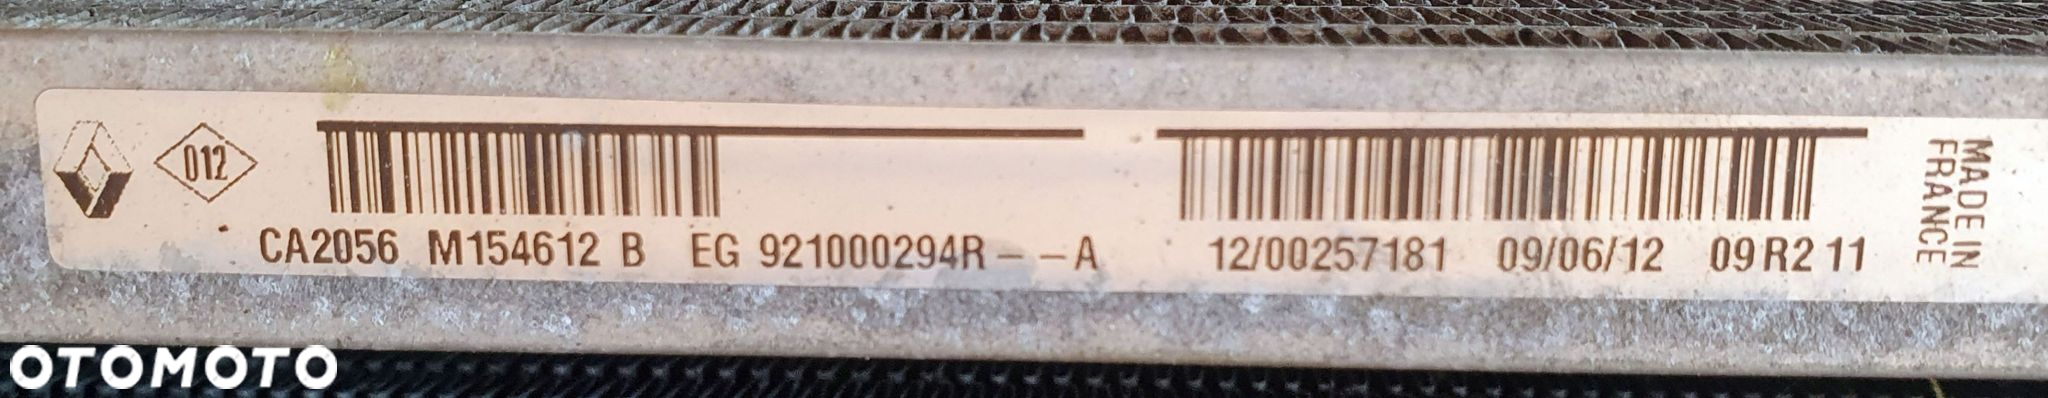 012
CA2056 M154612 B EG 921000294R--A 12/00257181 09/06/12 09 R2 11
MADE IN
FRANCE
OTOMOTO